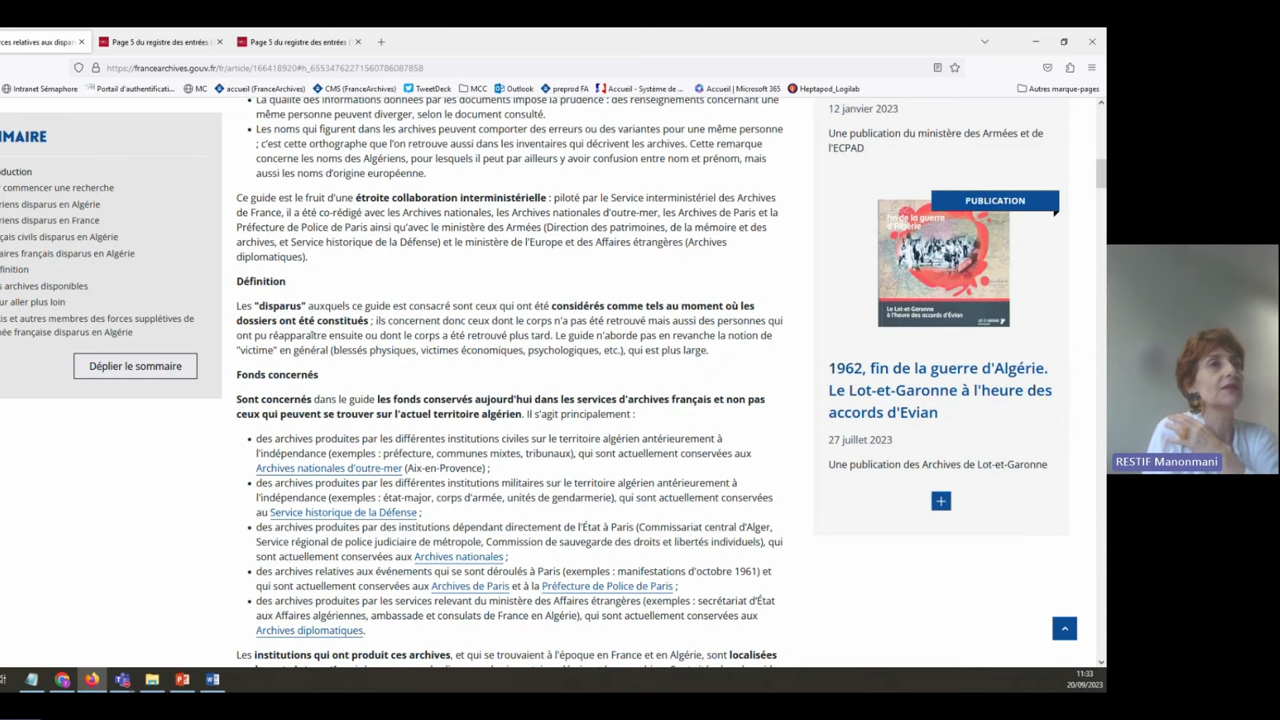 rces relatives aux dispar
Page 5 du registre des entrées (
Page 5 du registre des entrées (
https://francearchives.gouv.fr/fr/article/166418920#h_65534762271560786087858
Intranet Sémaphore
Portail d'authentificati...
MC
accueil (FranceArchives)
CMS (FranceArchives)
TweetDeck
MCC
Outlook
preprod FA
Accueil - Système de ...
Accueil | Microsoft 365
Heptapod_Logilab
Autres marque-pages
MMAIRE
oduction
r commencer une recherche
ériens disparus en Algérie
ériens disparus en France
çais civils disparus en Algérie
aires français disparus en Algérie
finition
s archives disponibles
ur aller plus loin
kis et autres membres des forces supplétives de
née française disparus en Algérie
Déplier le sommaire
La qualité des informations données par les documents impose la prudence : des renseignements concernant une
même personne peuvent diverger, selon le document consulté.
Les noms qui figurent dans les archives peuvent comporter des erreurs ou des variantes pour une même personne
; c'est cette orthographe que l'on retrouve aussi dans les inventaires qui décrivent les archives. Cette remarque
concerne les noms des Algériens, pour lesquels il peut par ailleurs y avoir confusion entre nom et prénom, mais
aussi les noms d'origine européenne.
Ce guide est le fruit d'une étroite collaboration interministérielle : piloté par le Service interministériel des Archives
de France, il a été co-rédigé avec les Archives nationales, les Archives nationales d'outre-mer, les Archives de Paris et la
Préfecture de Police de Paris ainsi qu'avec le ministère des Armées (Direction des patrimoines, de la mémoire et des
archives, et Service historique de la Défense) et le ministère de l'Europe et des Affaires étrangères (Archives
diplomatiques).
Définition
Les "disparus" auxquels ce guide est consacré sont ceux qui ont été considérés comme tels au moment où les
dossiers ont été constitués ; ils concernent donc ceux dont le corps n'a pas été retrouvé mais aussi des personnes qui
ont pu réapparaître ensuite ou dont le corps a été retrouvé plus tard. Le guide n'aborde pas en revanche la notion de
"victime" en général (blessés physiques, victimes économiques, psychologiques, etc.), qui est plus large.
Fonds concernés
Sont concernés dans le guide les fonds conservés aujourd'hui dans les services d'archives français et non pas
ceux qui peuvent se trouver sur l'actuel territoire algérien. Il s'agit principalement :
des archives produites par les différentes institutions civiles sur le territoire algérien antérieurement à
l'indépendance (exemples : préfecture, communes mixtes, tribunaux), qui sont actuellement conservées aux
Archives nationales d'outre-mer (Aix-en-Provence) ;
des archives produites par les différentes institutions militaires sur le territoire algérien antérieurement à
l'indépendance (exemples : état-major, corps d'armée, unités de gendarmerie), qui sont actuellement conservées
au Service historique de la Défense ;
des archives produites par des institutions dépendant directement de l'État à Paris (Commissariat central d'Alger,
Service régional de police judiciaire de métropole, Commission de sauvegarde des droits et libertés individuels), qui
sont actuellement conservées aux Archives nationales ;
des archives relatives aux événements qui se sont déroulés à Paris (exemples : manifestations d'octobre 1961) et
qui sont actuellement conservées aux Archives de Paris et à la Préfecture de Police de Paris ;
des archives produites par les services relevant du ministère des Affaires étrangères (exemples : secrétariat d'État
aux Affaires algériennes, ambassade et consulats de France en Algérie), qui sont actuellement conservées aux
Archives diplomatiques.
Les institutions qui ont produit ces archives, et qui se trouvaient à l'époque en France et en Algérie, sont localisées
12 janvier 2023
Une publication du ministère des Armées et de
l'ECPAD
PUBLICATION
fin de la guerre
d'Algérie
Le Lot-et-Garonne
à l'heure des accords d'Évian
1962, fin de la guerre d'Algérie.
Le Lot-et-Garonne à l'heure des
accords d'Evian
27 juillet 2023
Une publication des Archives de Lot-et-Garonne
RESTIF Manonmani
11:33
20/09/2023